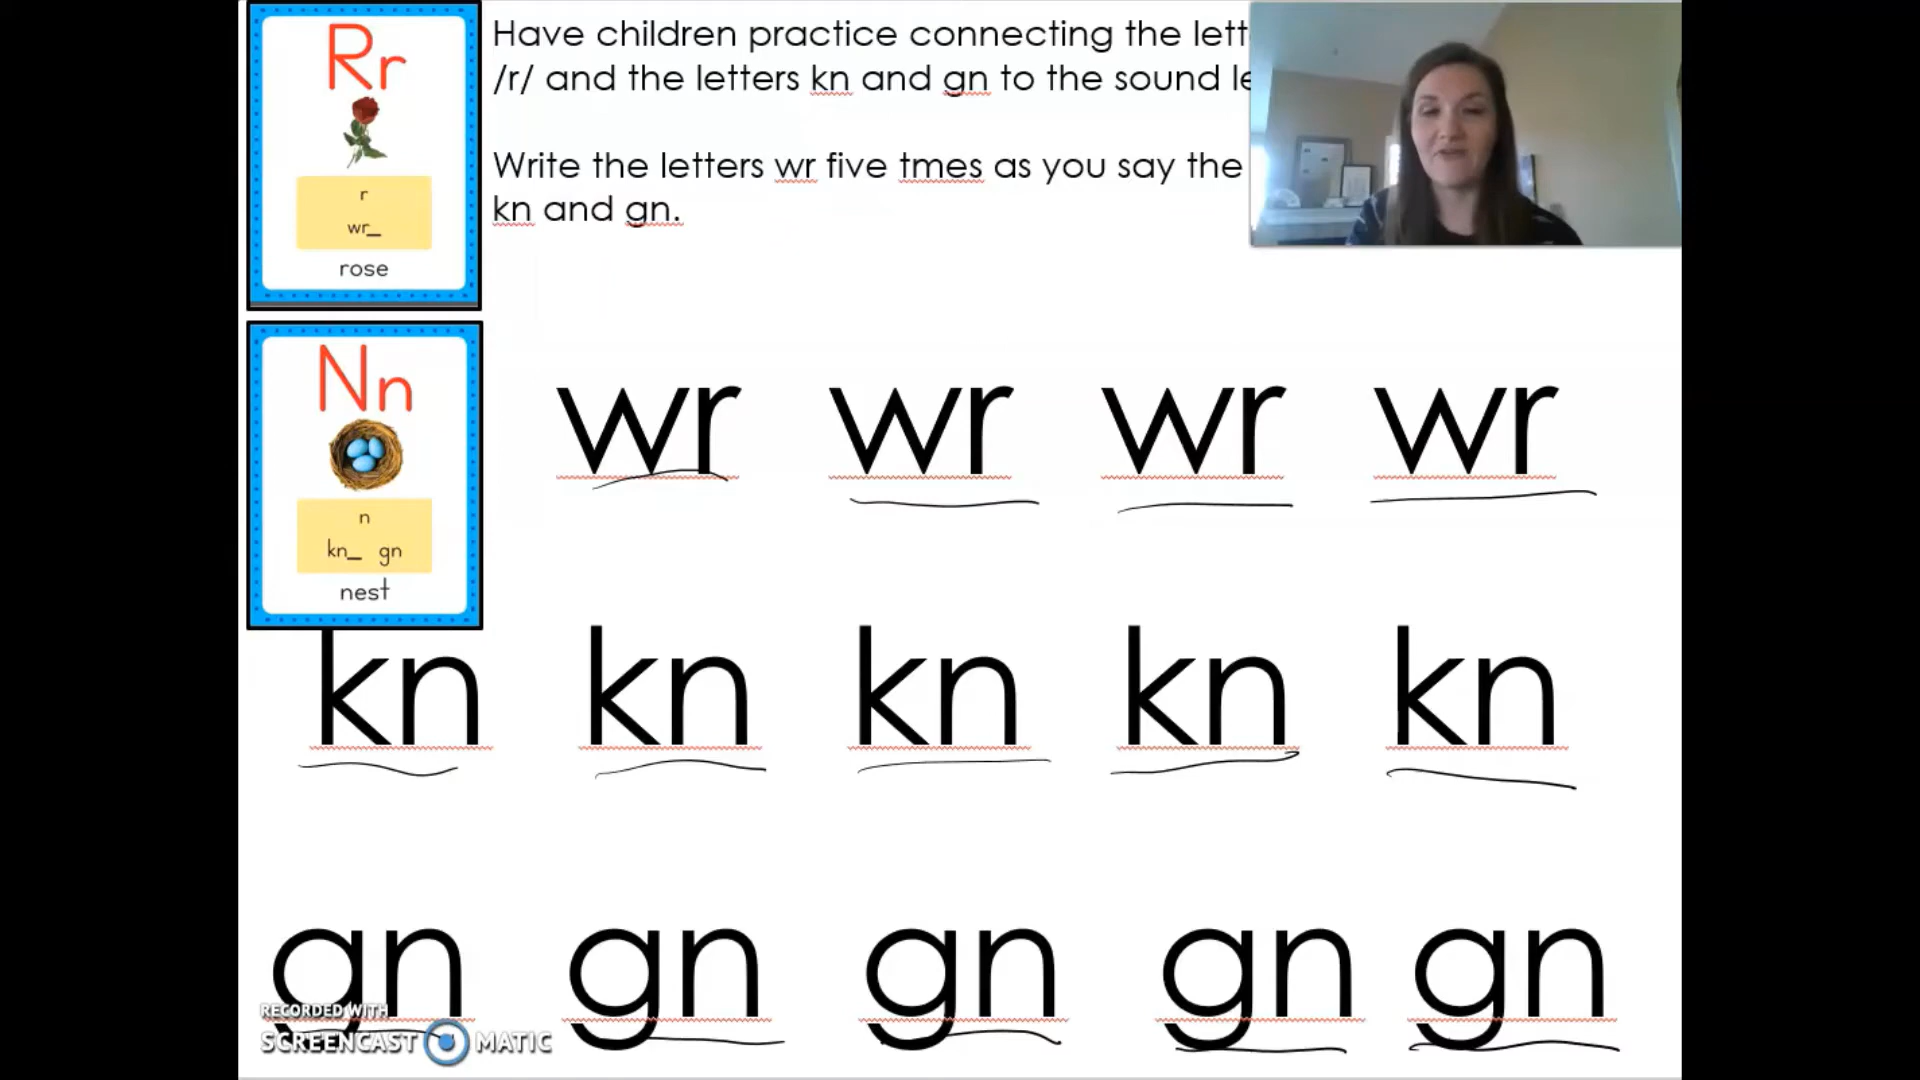 Rr
r
wr_
rose
Have children practice connecting the
/r/ and the letters kn and gn to the sound
Write the letters wr five tmes as you say the
kn and gn.
Nn
n
kn_ gn
nest
wr wr wr wr
kn kn kn kn kn
gn gn gn gn gn
RECORDED WITH
SCREENCAST MATIC